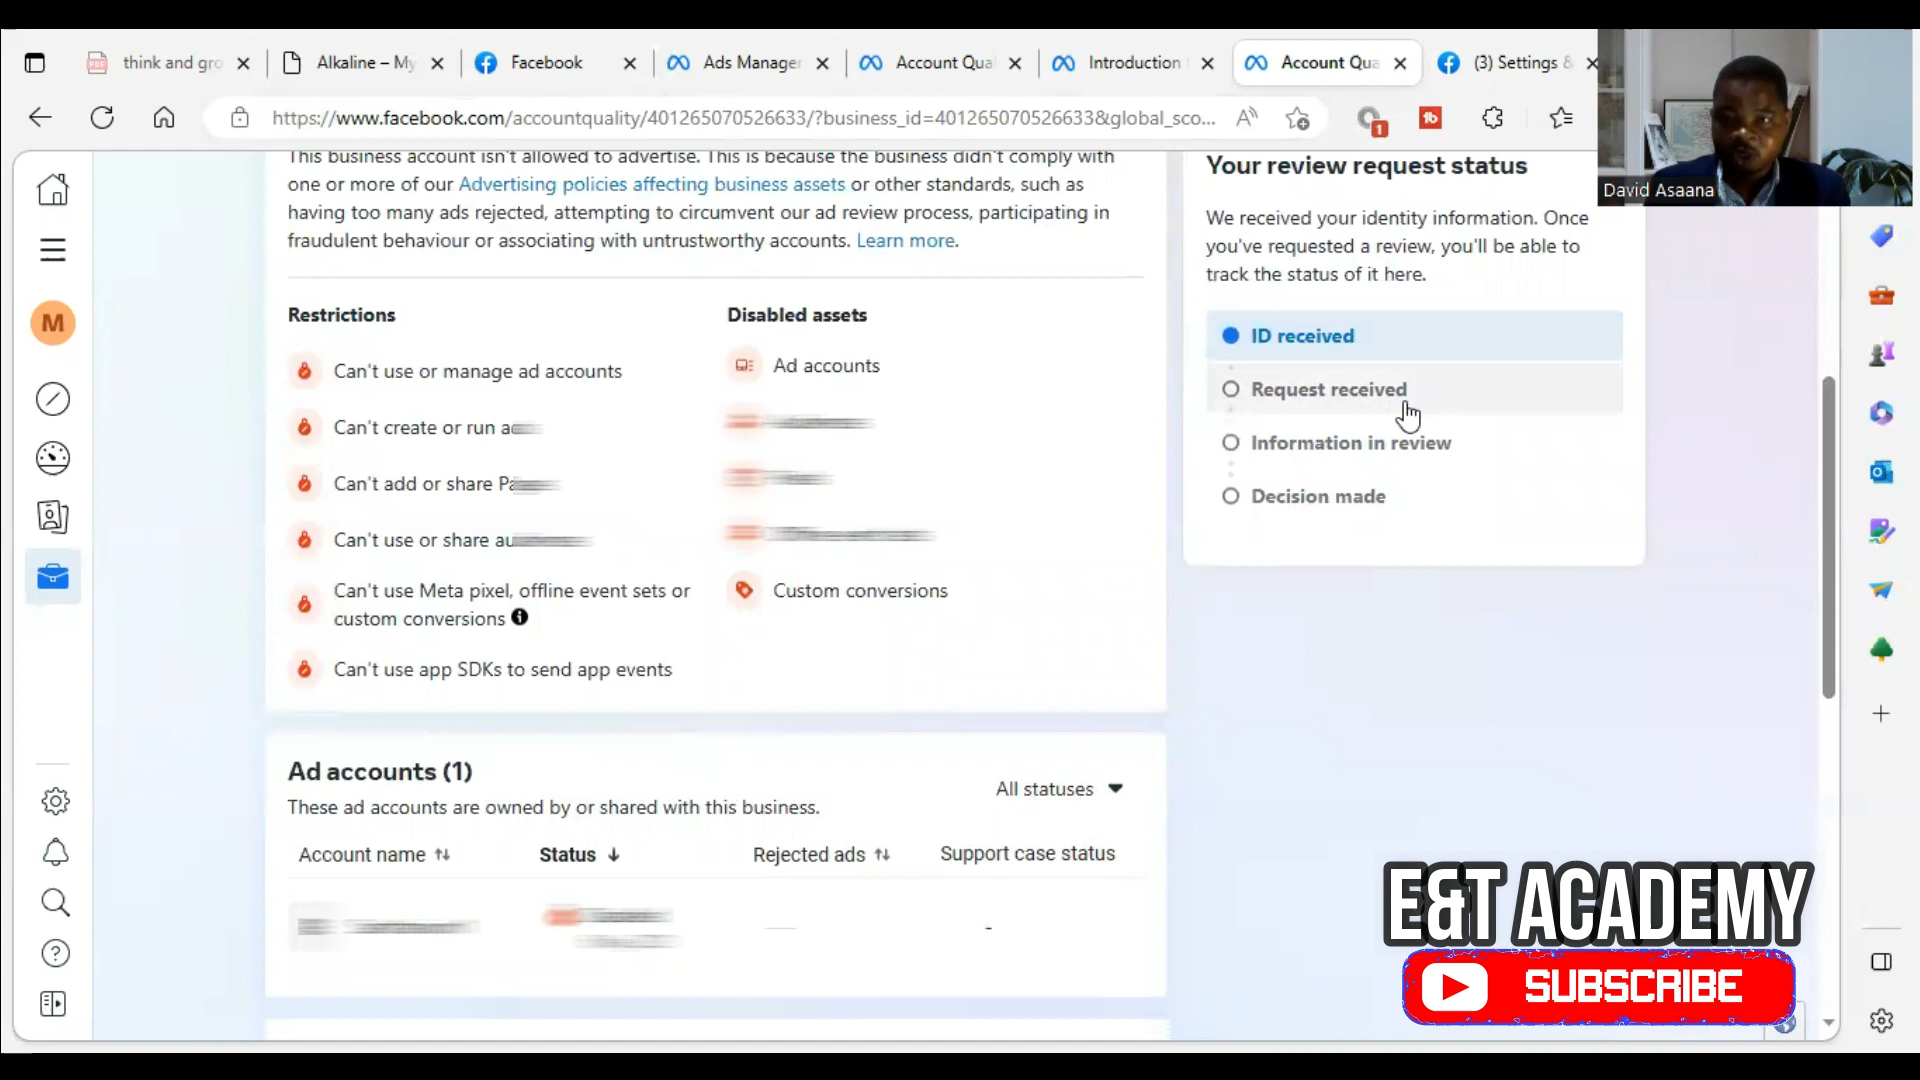 think and gro
Alkaline – My
Facebook
Ads Manager
Account Qua
Introduction
Account Qua
(3) Settings &
https://www.facebook.com/accountquality/401265070526633/?business_id=401265070526633&global_sco...
1
tb
David Asaana
This business account isn't allowed to advertise. This is because the business didn't comply with
one or more of our Advertising policies affecting business assets or other standards, such as
having too many ads rejected, attempting to circumvent our ad review process, participating in
fraudulent behaviour or associating with untrustworthy accounts. Learn more.
Your review request status
We received your identity information. Once
you've requested a review, you'll be able to
track the status of it here.
ID received
Request received
Information in review
Decision made
M
Restrictions
Can't use or manage ad accounts
Can't create or run
Can't add or share
Can't use or share
Can't use Meta pixel, offline event sets or
custom conversions
Can't use app SDKs to send app events
Disabled assets
Ad accounts
Custom conversions
Ad accounts (1)
These ad accounts are owned by or shared with this business.
All statuses
Account name
Status
Rejected ads
Support case status
-
E&T ACADEMY
SUBSCRIBE